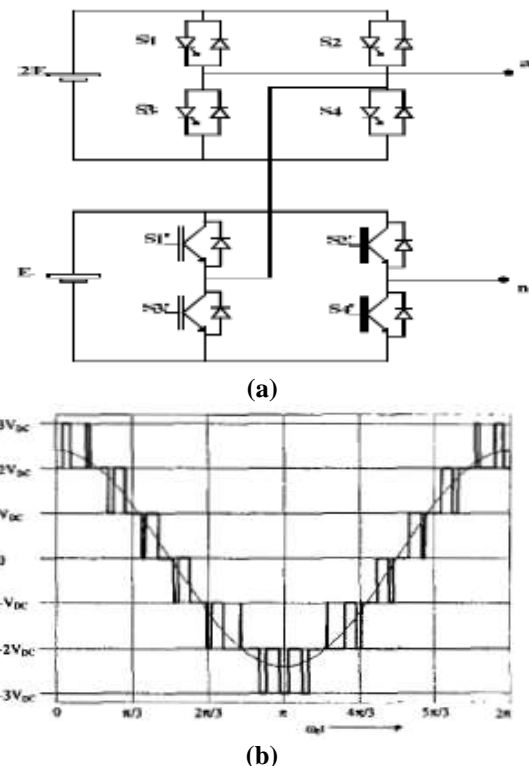 S1
S2
a
2E
S3
S4
S1'
S2'
E
n
S3'
S4'
(a)
3VDC
2VDC
VDC
0
-VDC
-2VDC
-3VDC
0 π/3 2π/3 π 4π/3 5π/3 2π
(b)